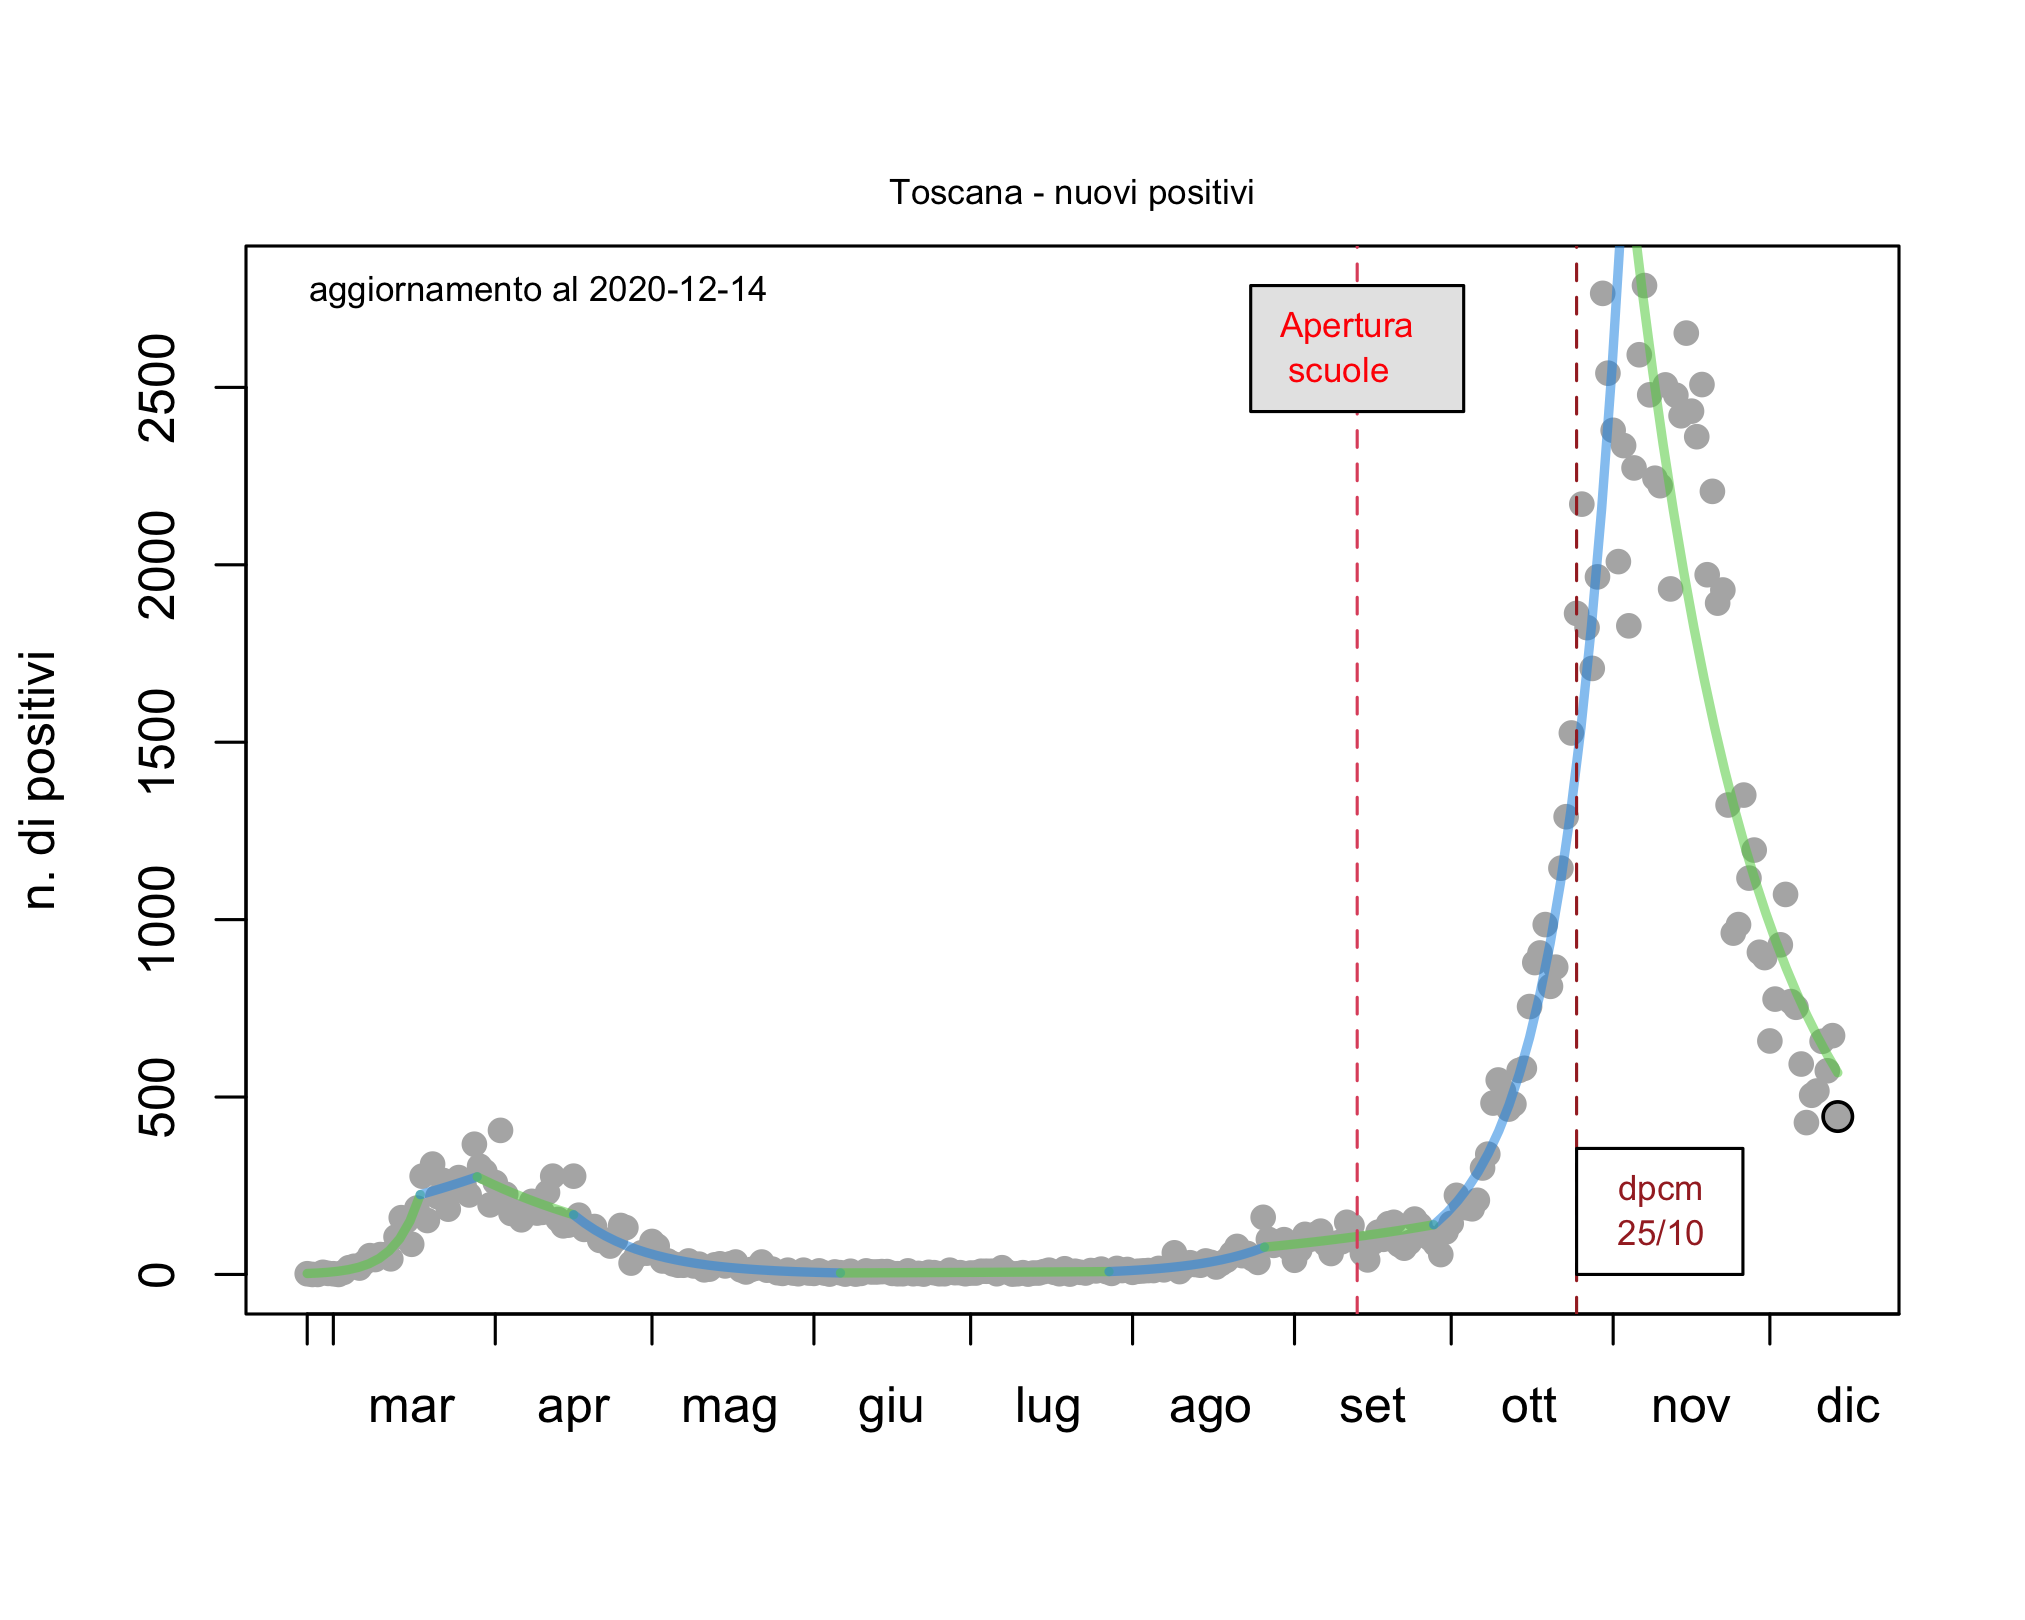 Toscana - nuovi positivi
aggiornamento al 2020-12-14
Apertura
scuole
n. di positivi
2500
2000
1500
1000
500
0
dpcm
25/10
mar apr mag giu lug ago set ott nov dic